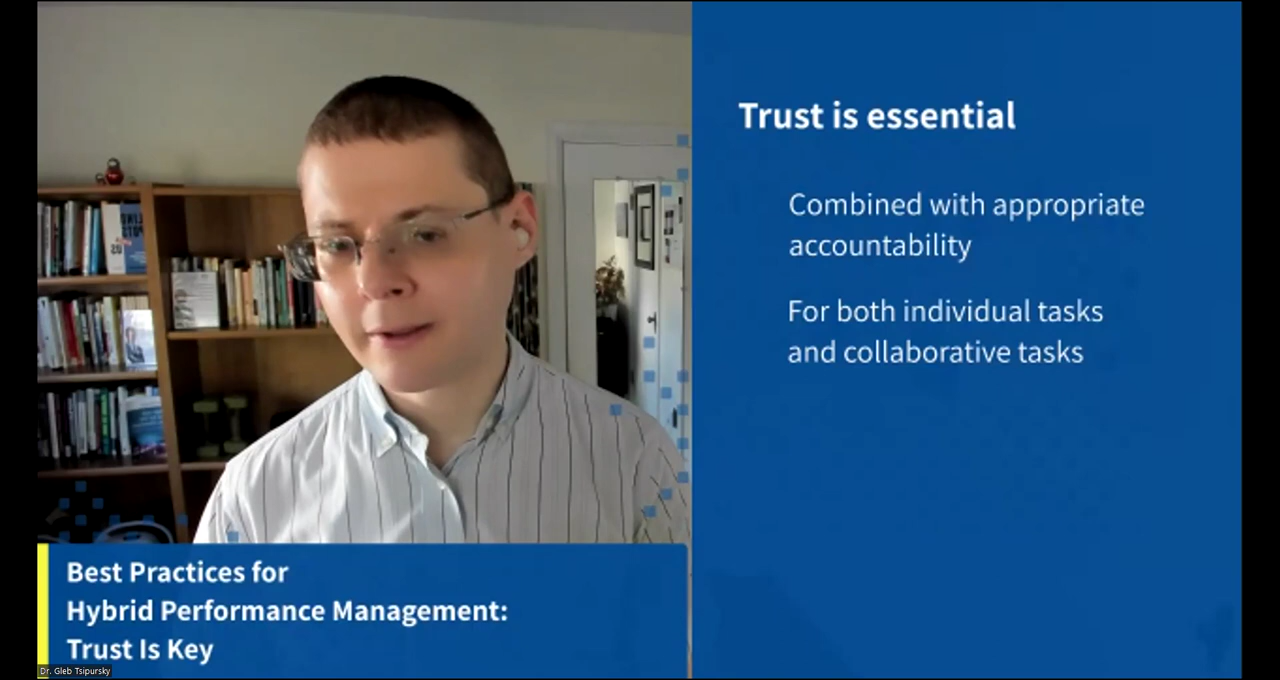 Trust is essential
Combined with appropriate
accountability
For both individual tasks
and collaborative tasks
Best Practices for
Hybrid Performance Management:
Trust Is Key
Dr. Gleb Tsipursky